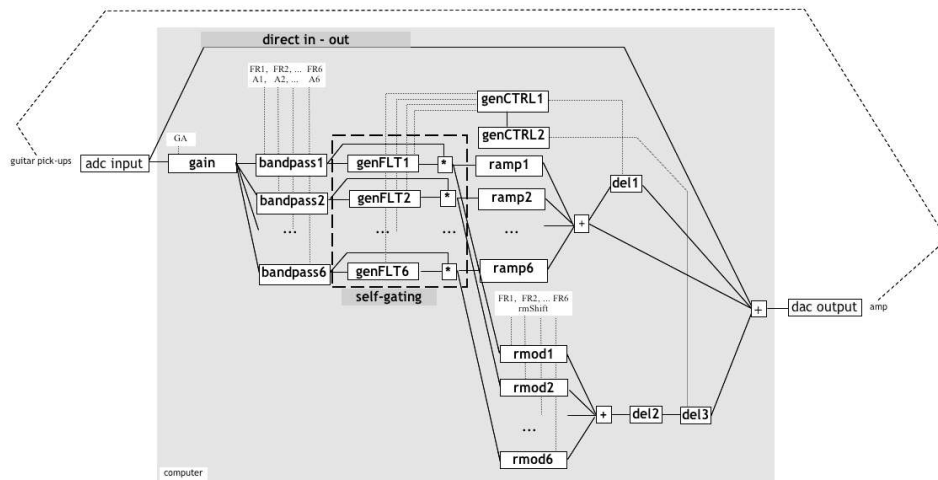 direct in - out
FR1, FR2, ... FR6
A1, A2, ... A6
genCTRL1
genCTRL2
GA
guitar pick-ups
adc input
gain
bandpass1
genFLT1
*
ramp1
del1
bandpass2
genFLT2
*
ramp2
+
...
...
...
...
bandpass6
genFLT6
*
ramp6
self-gating
FR1, FR2, ... FR6
rmShift
+
dac output
amp
rmod1
rmod2
+
del2
del3
...
rmod6
computer